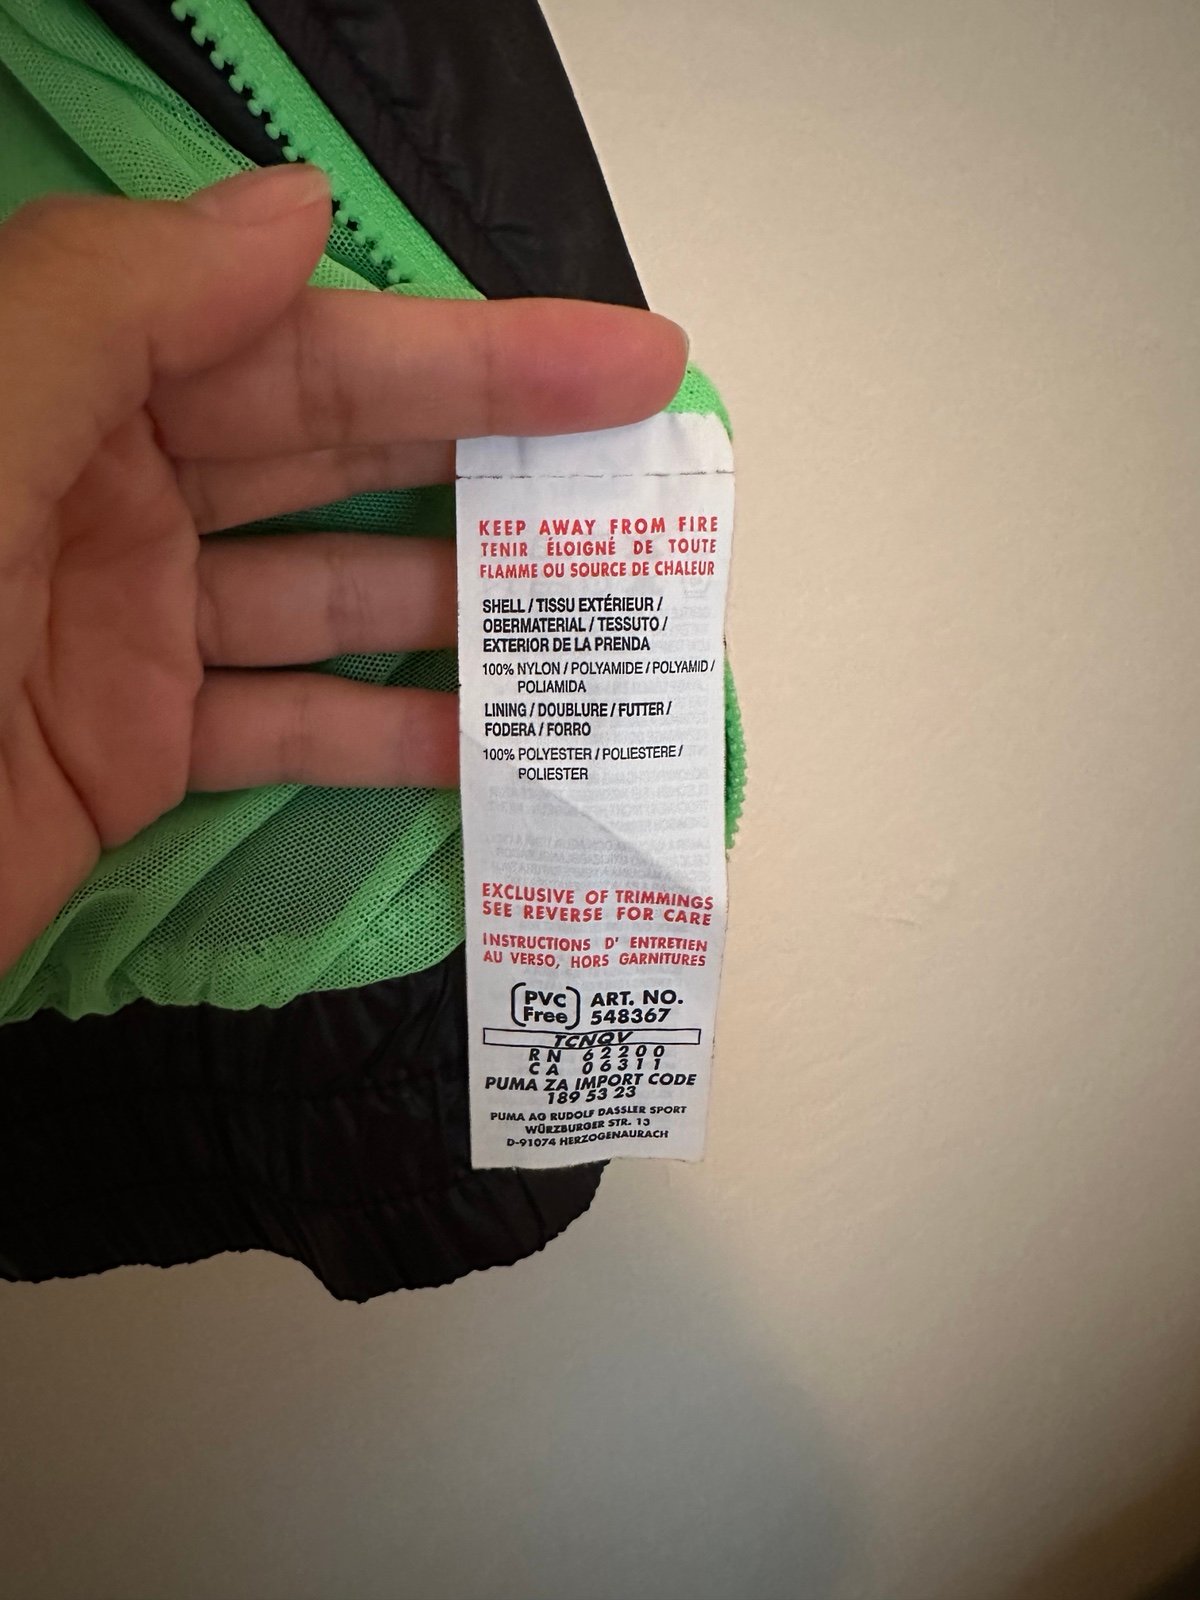 KEEP AWAY FROM FIRE
TENIR ÉLOIGNÉ DE TOUTE
FLAMME OU SOURCE DE CHALEUR
SHELL / TISSU EXTÉRIEUR /
OBERMATERIAL / TESSUTO /
EXTERIOR DE LA PRENDA
100% NYLON / POLYAMIDE / POLYAMID /
POLIAMIDA
LINING / DOUBLURE / FUTTER /
FODERA / FORRO
100% POLYESTER / POLIESTERE /
POLIESTER
EXCLUSIVE OF TRIMMINGS
SEE REVERSE FOR CARE
INSTRUCTIONS D' ENTRETIEN
AU VERSO, HORS GARNITURES
PVC Free ART. NO.
548367
TCNQV
RN 62200
CA 06311
PUMA ZA IMPORT CODE
189 53 23
PUMA AG RUDOLF DASSLER SPORT
WÜRZBURGER STR. 13
D-91074 HERZOGENAURACH